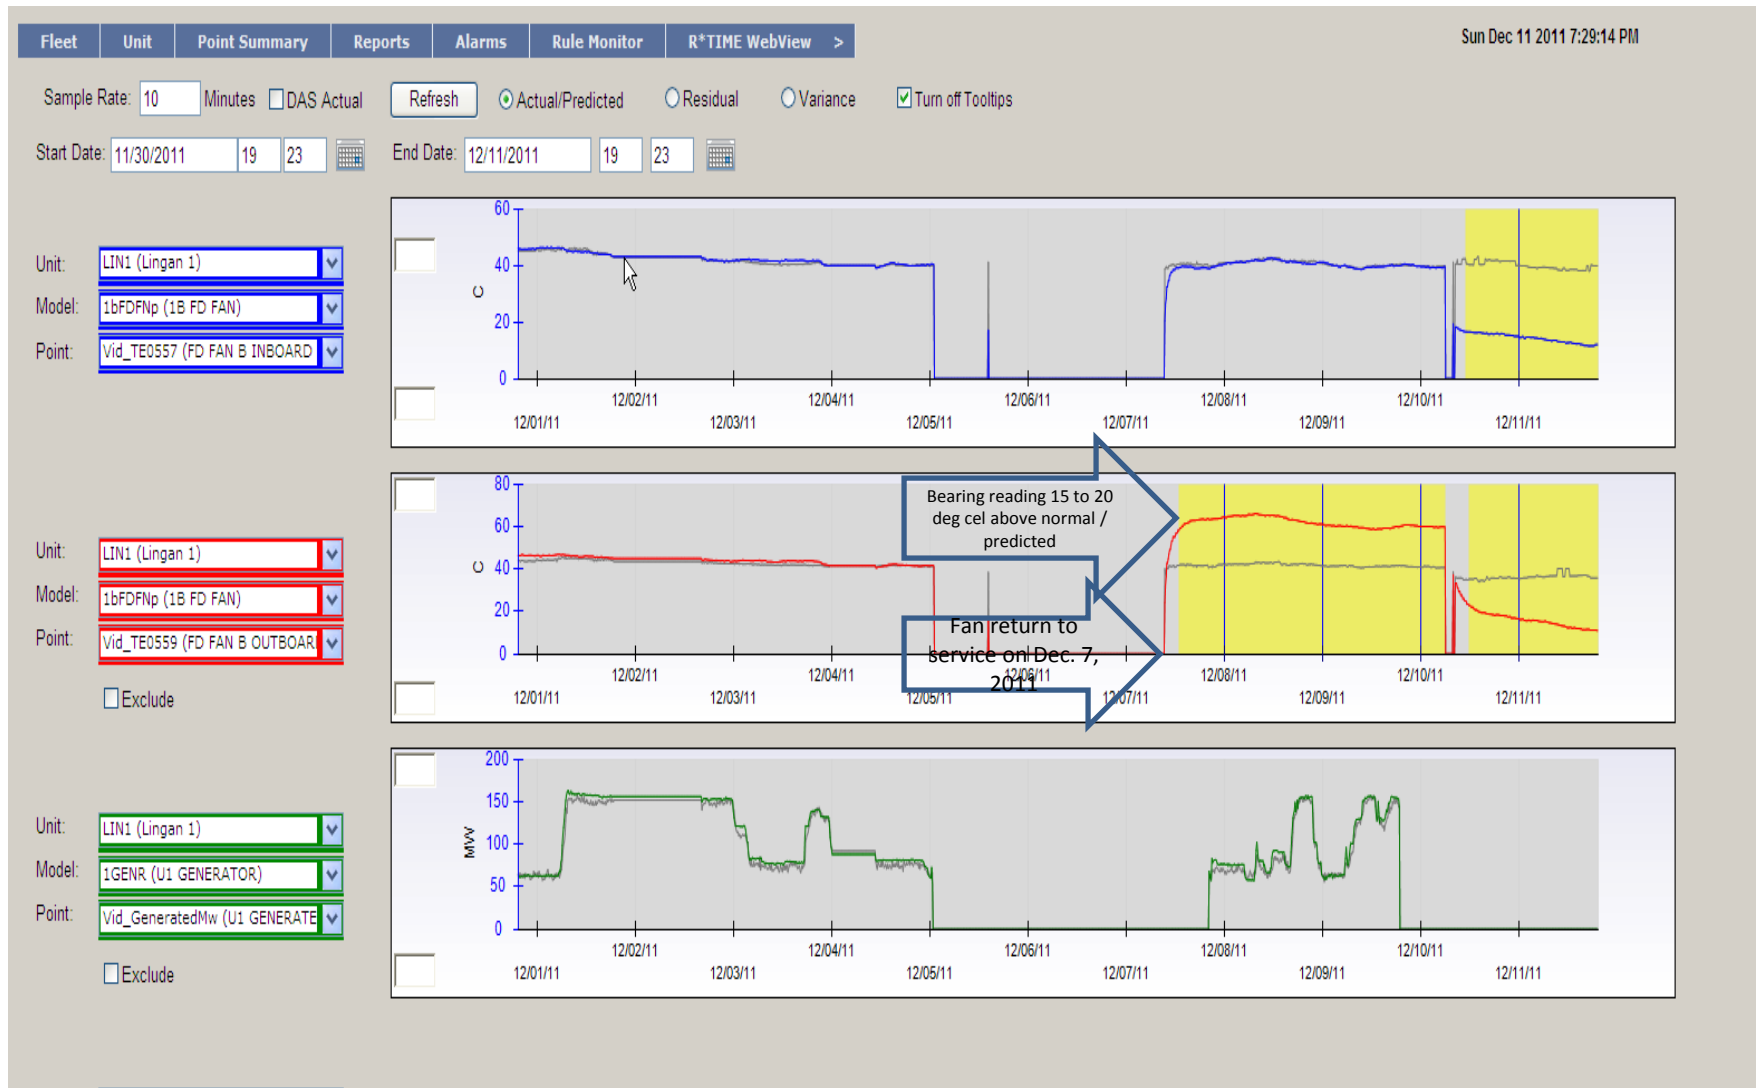 Fleet Unit Point Summary Reports Alarms Rule Monitor R*TIME WebView >
Sun Dec 11 2011 7:29:14 PM
Sample Rate: 10 Minutes DAS Actual Refresh Actual/Predicted Residual Variance Turn off Tooltips
Start Date: 11/30/2011 19 23 End Date: 12/11/2011 19 23
Unit: LIN1 (Lingan 1)
Model: 1bFDFNp (1B FD FAN)
Point: Vid_TE0557 (FD FAN B INBOARD
60
40
C
20
0
12/02/11 12/04/11 12/06/11 12/08/11 12/10/11
12/01/11 12/03/11 12/05/11 12/07/11 12/09/11 12/11/11
Unit: LIN1 (Lingan 1)
Model: 1bFDFNp (1B FD FAN)
Point: Vid_TE0559 (FD FAN B OUTBOAR
Exclude
80
60
C
40
20
0
Bearing reading 15 to 20
deg cel above normal /
predicted
Fan return to
service on Dec. 7,
2011
12/02/11 12/04/11 12/06/11 12/08/11 12/10/11
12/01/11 12/03/11 12/05/11 12/07/11 12/09/11 12/11/11
Unit: LIN1 (Lingan 1)
Model: 1GENR (U1 GENERATOR)
Point: Vid_GeneratedMw (U1 GENERATE
Exclude
200
150
MVV
100
50
0
12/02/11 12/04/11 12/06/11 12/08/11 12/10/11
12/01/11 12/03/11 12/05/11 12/07/11 12/09/11 12/11/11